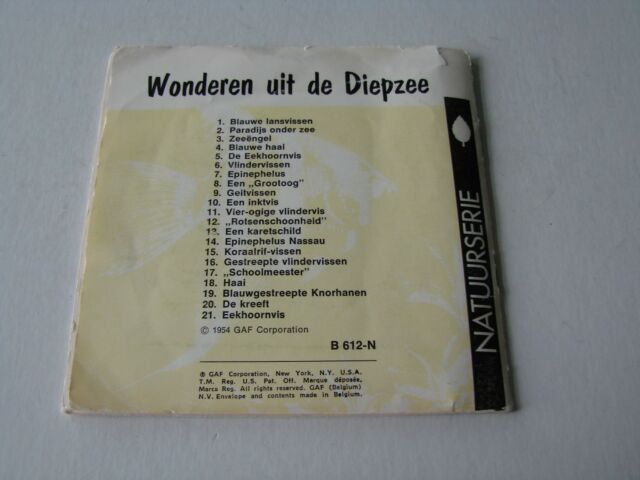 Wonderen uit de Diepzee
1. Blauwe lansvissen
2. Paradijs onder zee
3. Zeeëngel
4. Blauwe haai
5. De Eekhoornvis
6. Vlindervissen
7. Epinephelus
8. Een „Grootoog"
9. Geitvissen
10. Een inktvis
11. Vier-ogige vlindervis
12. „Rotsenschoonheid"
13. Een karetschild
14. Epinephelus Nassau
15. Koraalrif-vissen
16. Gestreepte vlindervissen
17. „Schoolmeester"
18. Haai
19. Blauwgestreepte Knorhanen
20. De kreeft
21. Eekhoornvis
© 1954 GAF Corporation
B 612-N
® GAF Corporation, New York, N.Y. U.S.A.
T.M. Reg. U.S. Pat. Off. Marque déposée,
Marca Reg. All rights reserved. GAF (Belgium)
N.V. Envelope and contents made in Belgium.
NATUURSERIE